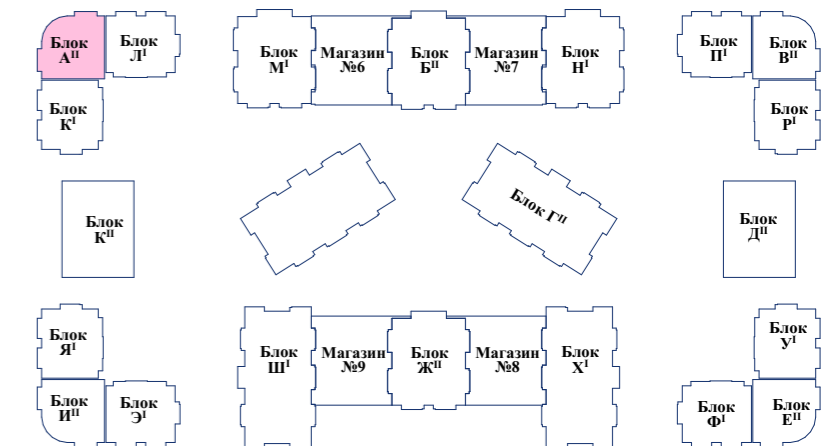 Блок
Aᴵᴵ
Блок
Лᴵ
Блок
Мᴵ
Магазин
№6
Блок
Бᴵᴵ
Магазин
№7
Блок
Нᴵ
Блок
Пᴵ
Блок
Вᴵᴵ
Блок
Кᴵ
Блок
Рᴵ
Блок Гᴵᴵ
Блок
Кᴵᴵ
Блок
Дᴵᴵ
Блок
Яᴵ
Блок
Шᴵ
Магазин
№9
Блок
Жᴵᴵ
Магазин
№8
Блок
Хᴵ
Блок
Уᴵ
Блок
Иᴵᴵ
Блок
Эᴵ
Блок
Фᴵ
Блок
Еᴵᴵ